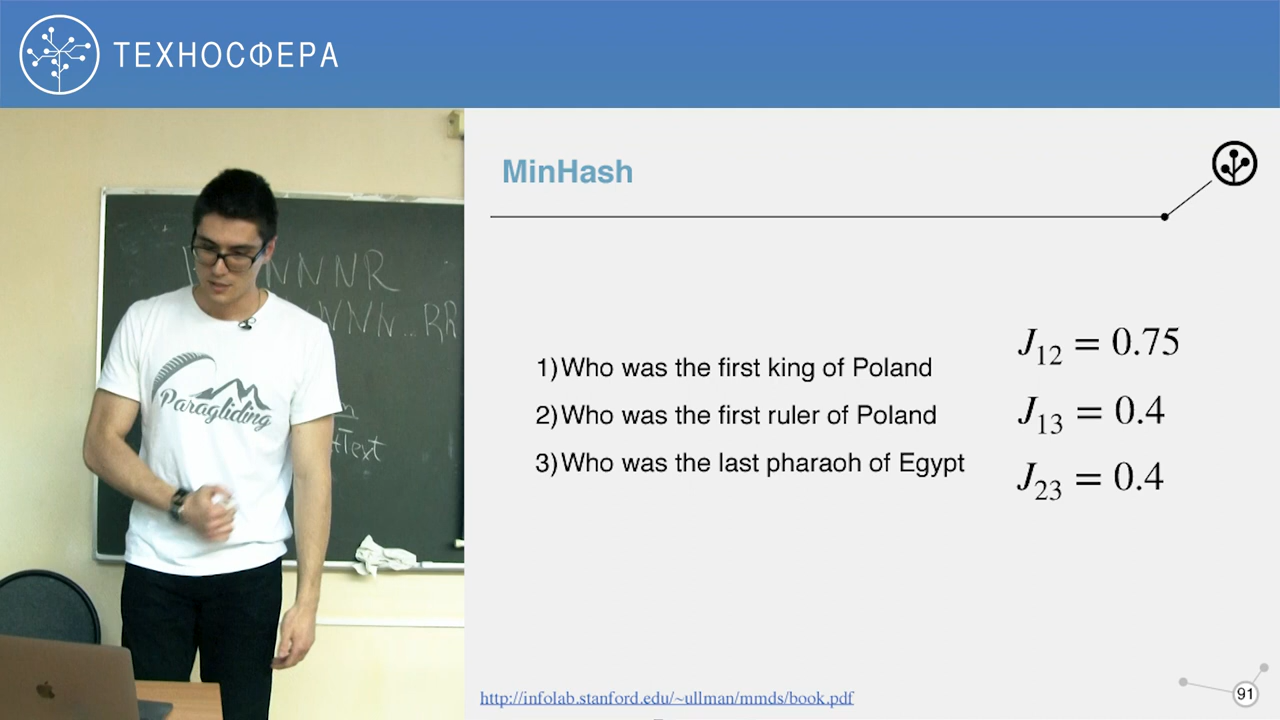 ТЕХНОСФЕРА
MinHash
NNNR
Paragliding
Text
1) Who was the first king of Poland
2) Who was the first ruler of Poland
3) Who was the last pharaoh of Egypt
J12 = 0.75
J13 = 0.4
J23 = 0.4
http://infolab.stanford.edu/~ullman/mmds/book.pdf
91